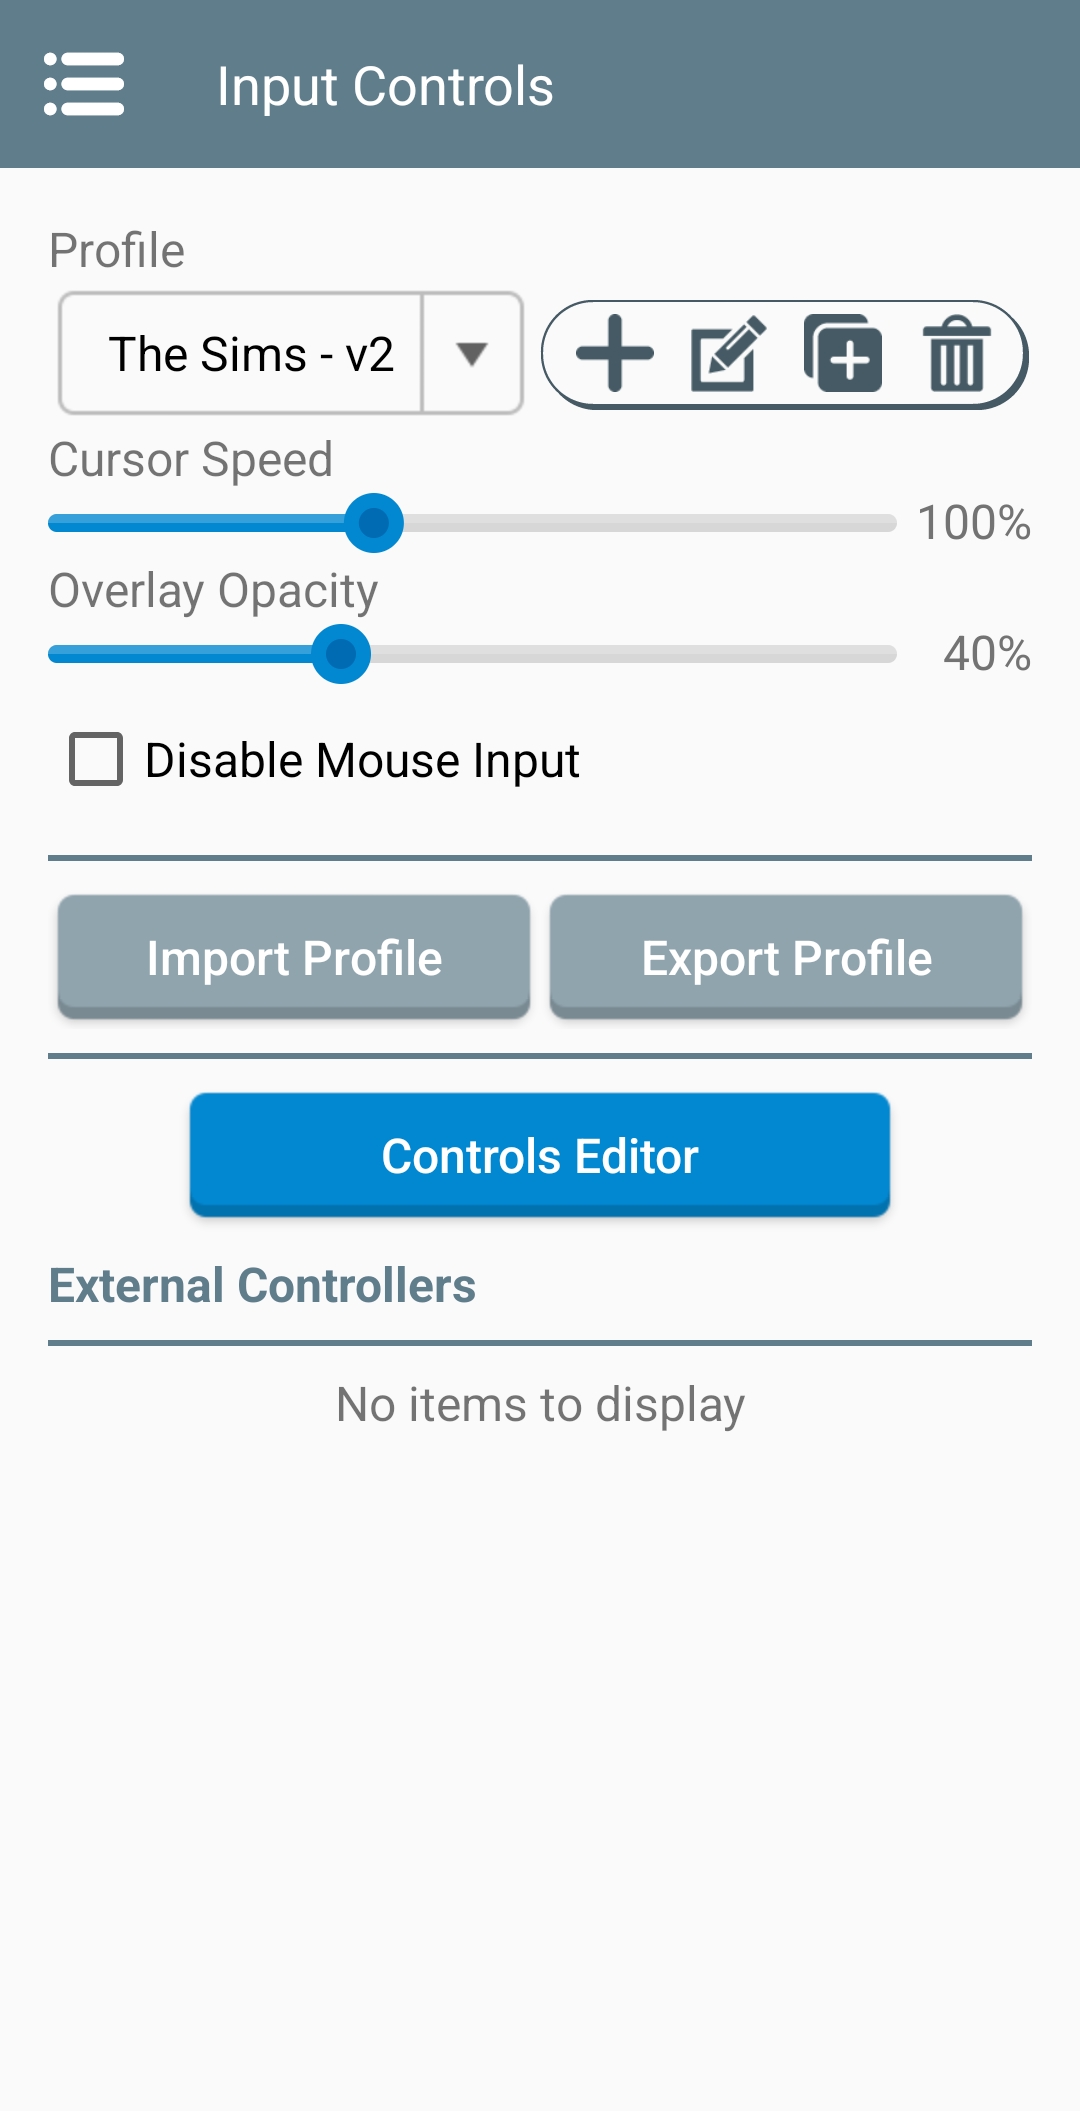 Input Controls
Profile
The Sims - v2
Cursor Speed
100%
Overlay Opacity
40%
Disable Mouse Input
Import Profile
Export Profile
Controls Editor
External Controllers
No items to display